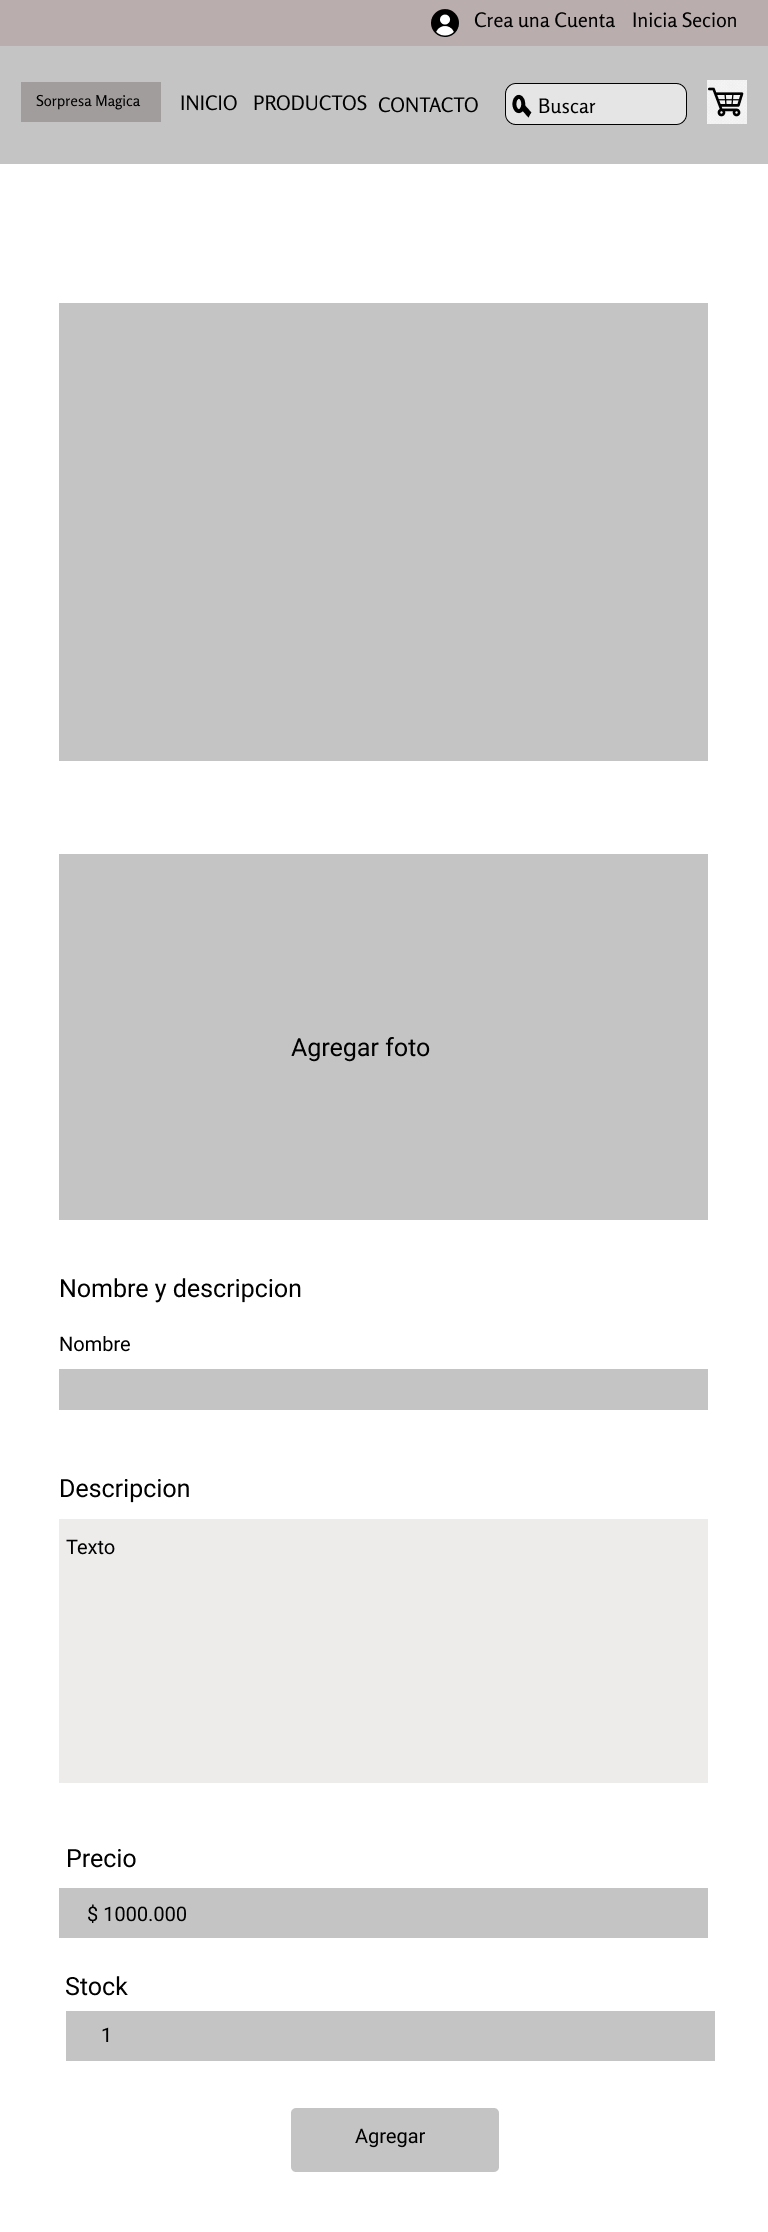 Crea una Cuenta Inicia Secion
Sorpresa Magica INICIO PRODUCTOS CONTACTO Buscar
Agregar foto
Nombre y descripcion
Nombre
Descripcion
Texto
Precio
$ 1000.000
Stock
1
Agregar